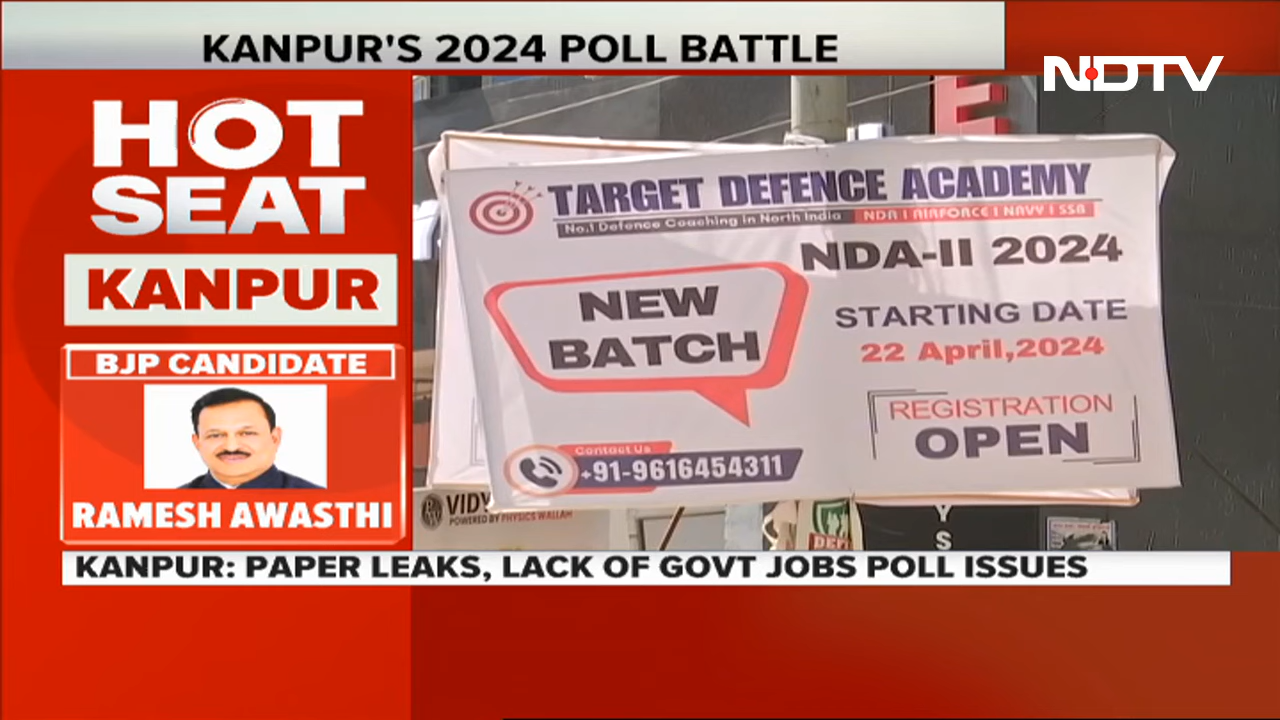 KANPUR'S 2024 POLL BATTLE
NDTV
HOT
SEAT
KANPUR
BJP CANDIDATE
RAMESH AWASTHI
E
TARGET DEFENCE ACADEMY
No.1 Defence Coaching in North India NDA | AIRFORCE | NAVY | SSB
NDA-II 2024
NEW
BATCH
STARTING DATE
22 April,2024
REGISTRATION
OPEN
Contact Us
+91-9616454311
VIDY
POWERED BY PHYSICS WALLAH
DEF
Y
S
KANPUR: PAPER LEAKS, LACK OF GOVT JOBS POLL ISSUES